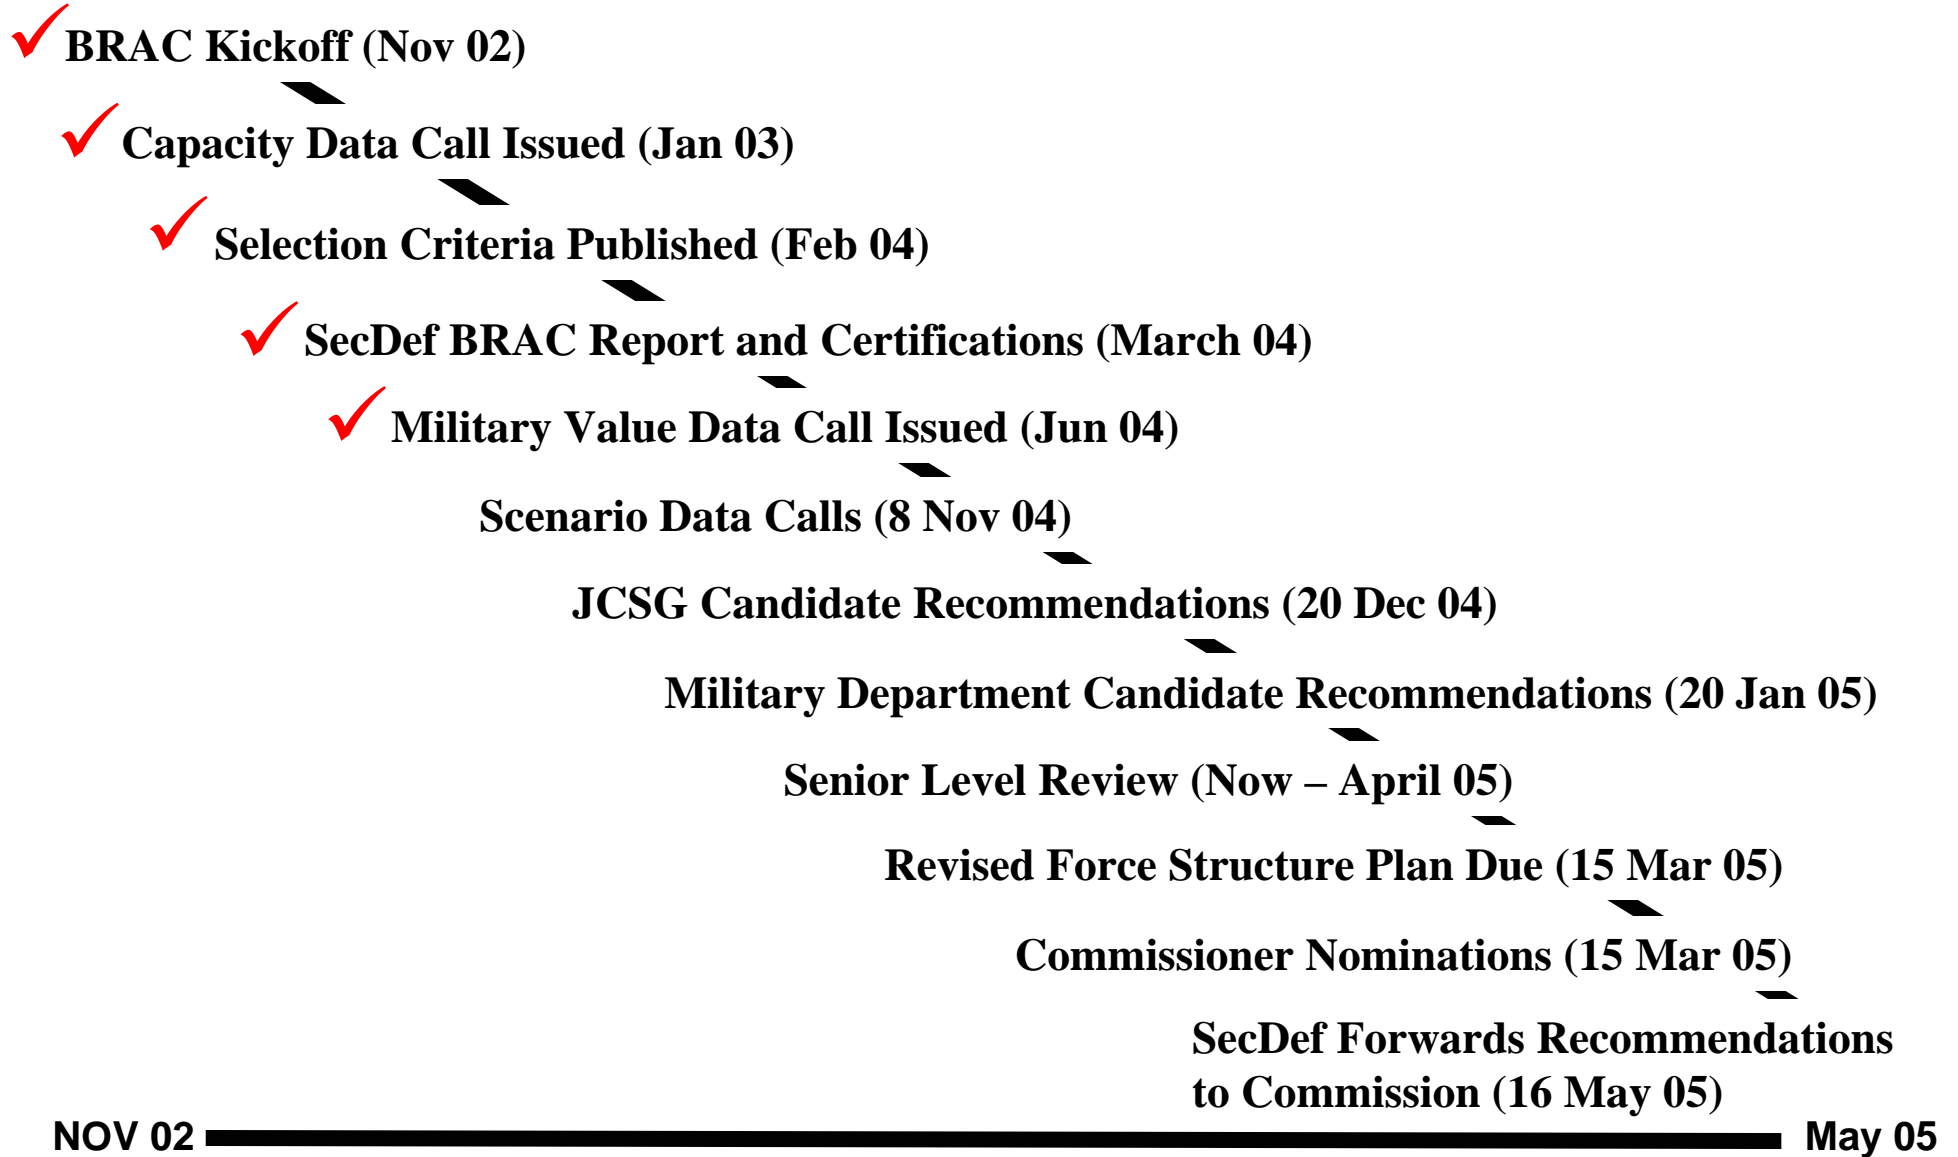 BRAC Kickoff (Nov 02)
Capacity Data Call Issued (Jan 03)
Selection Criteria Published (Feb 04)
SecDef BRAC Report and Certifications (March 04)
Military Value Data Call Issued (Jun 04)
Scenario Data Calls (8 Nov 04)
JCSG Candidate Recommendations (20 Dec 04)
Military Department Candidate Recommendations (20 Jan 05)
Senior Level Review (Now – April 05)
Revised Force Structure Plan Due (15 Mar 05)
Commissioner Nominations (15 Mar 05)
SecDef Forwards Recommendations
to Commission (16 May 05)
NOV 02
May 05